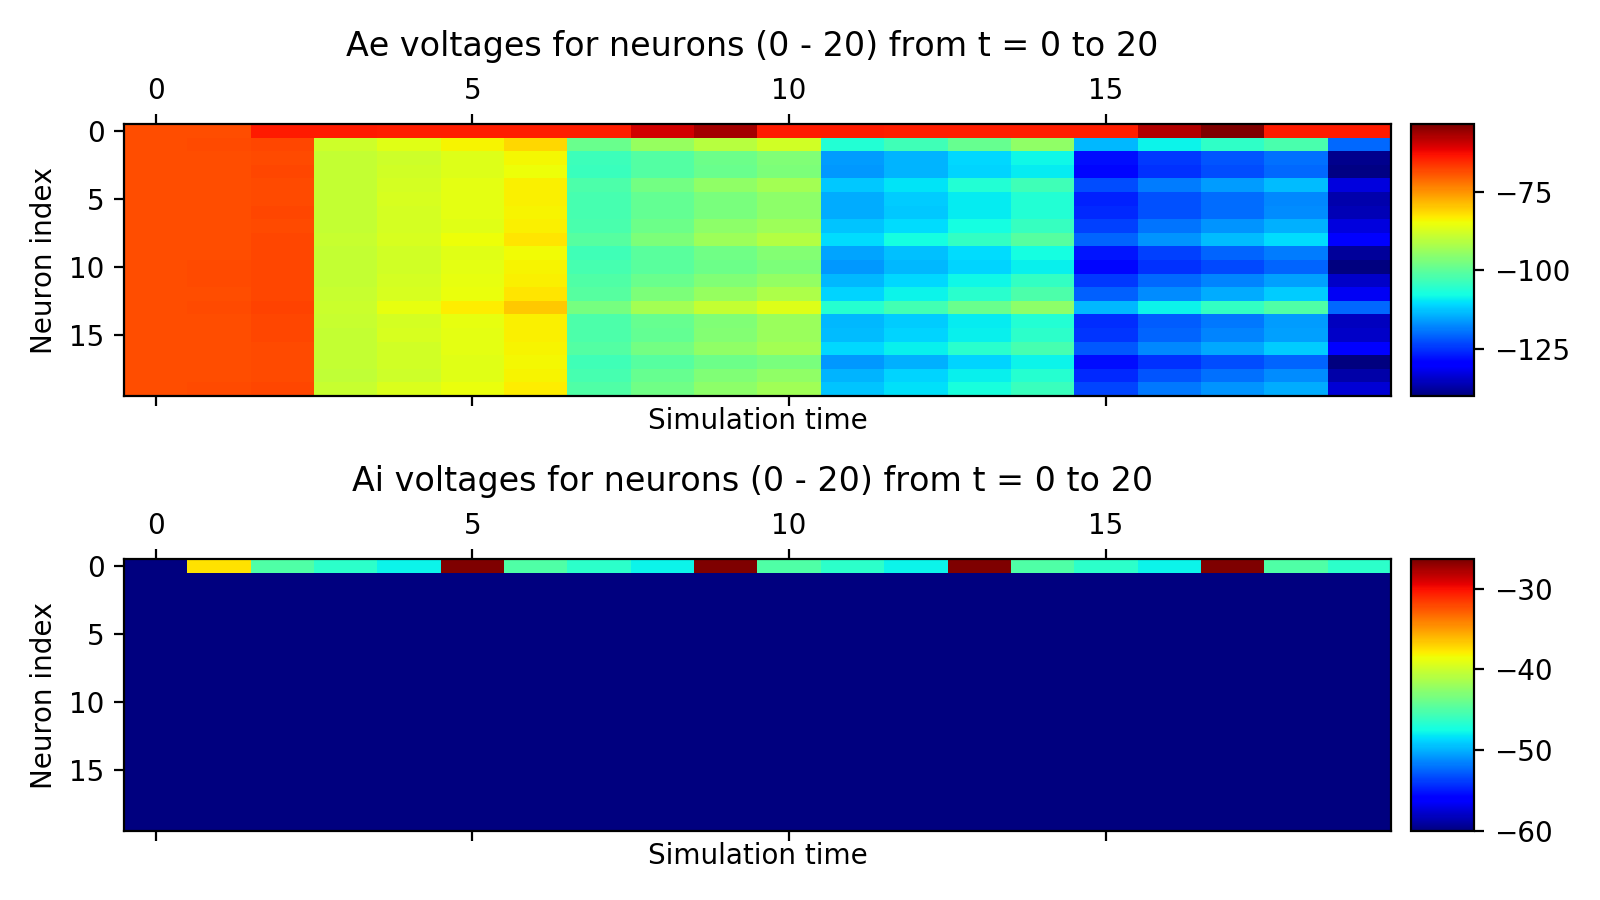 Ae voltages for neurons (0 - 20) from t = 0 to 20
0 5 10 15
0
5
10
15
Neuron index
Simulation time
−75
−100
−125
Ai voltages for neurons (0 - 20) from t = 0 to 20
0 5 10 15
0
5
10
15
Neuron index
Simulation time
−30
−40
−50
−60